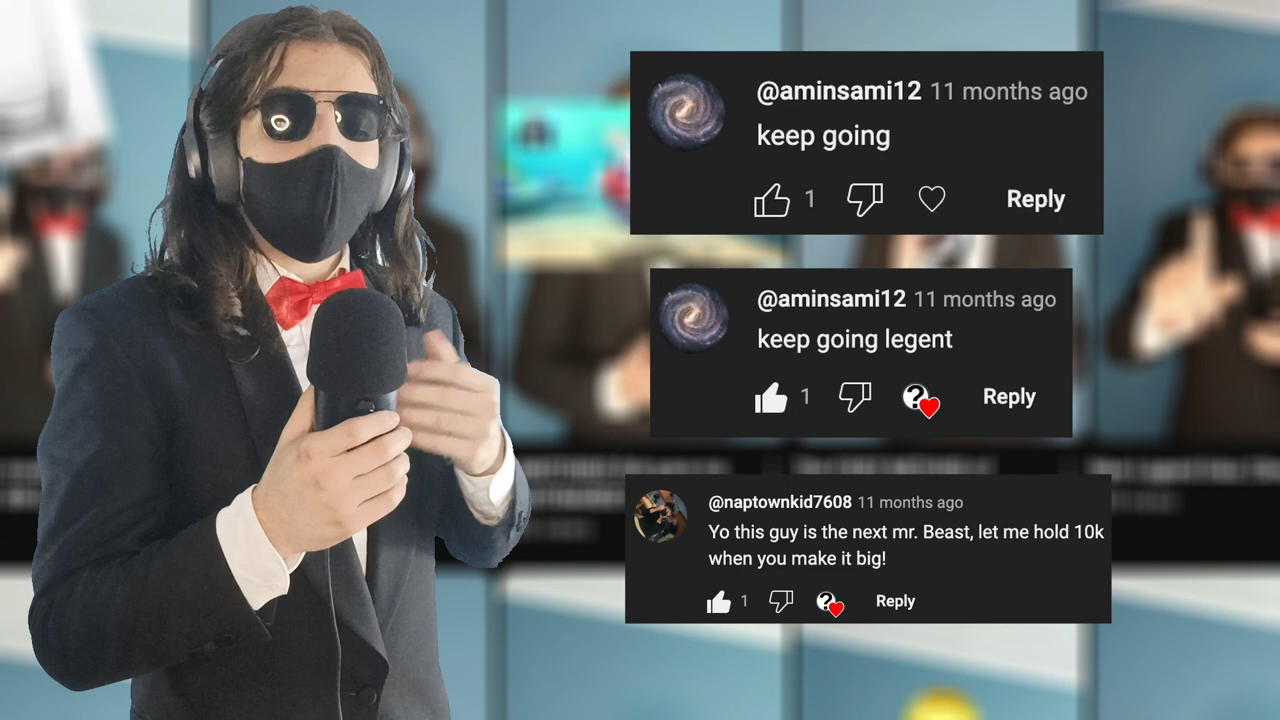 @aminsami12 11 months ago
keep going
1 Reply
@aminsami12 11 months ago
keep going legent
1 Reply
@naptownkid7608 11 months ago
Yo this guy is the next mr. Beast, let me hold 10k
when you make it big!
1 Reply